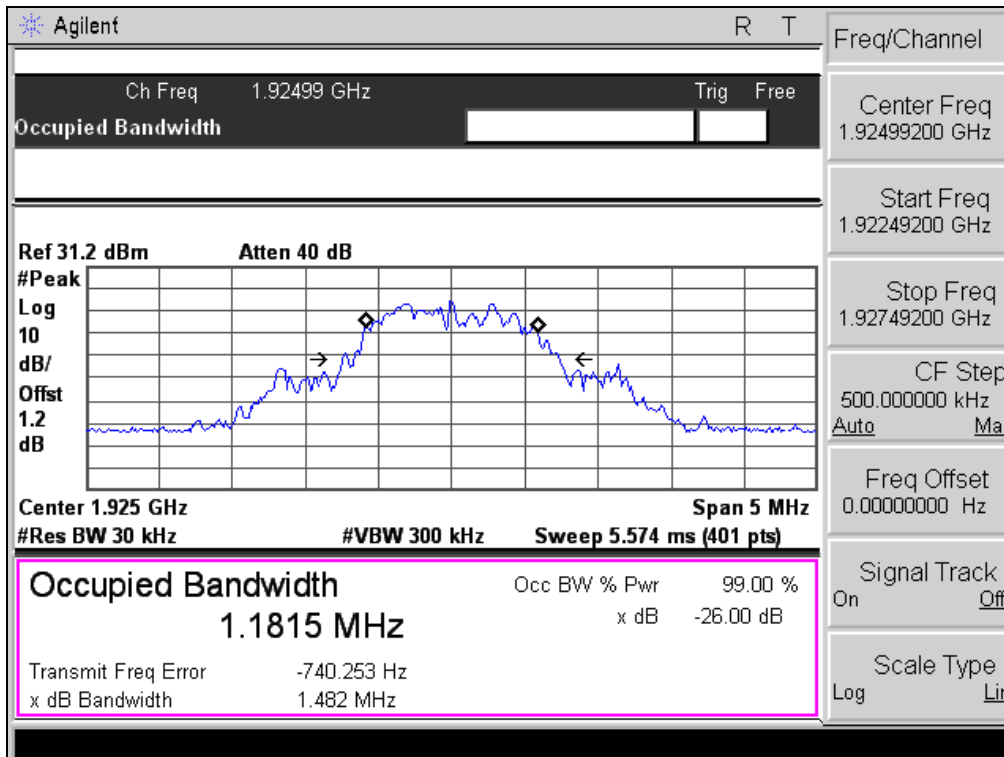 Agilent R T
Ch Freq 1.92499 GHz Trig Free
Occupied Bandwidth
Ref 31.2 dBm Atten 40 dB
#Peak
Log
10
dB/
Offst
1.2
dB
Center 1.925 GHz Span 5 MHz
#Res BW 30 kHz #VBW 300 kHz Sweep 5.574 ms (401 pts)
Occupied Bandwidth
1.1815 MHz
Occ BW % Pwr 99.00 %
x dB -26.00 dB
Transmit Freq Error -740.253 Hz
x dB Bandwidth 1.482 MHz
Freq/Channel
Center Freq
1.92499200 GHz
Start Freq
1.92249200 GHz
Stop Freq
1.92749200 GHz
CF Step
500.000000 kHz
Auto Ma
Freq Offset
0.00000000 Hz
Signal Track
On Off
Scale Type
Log Lin